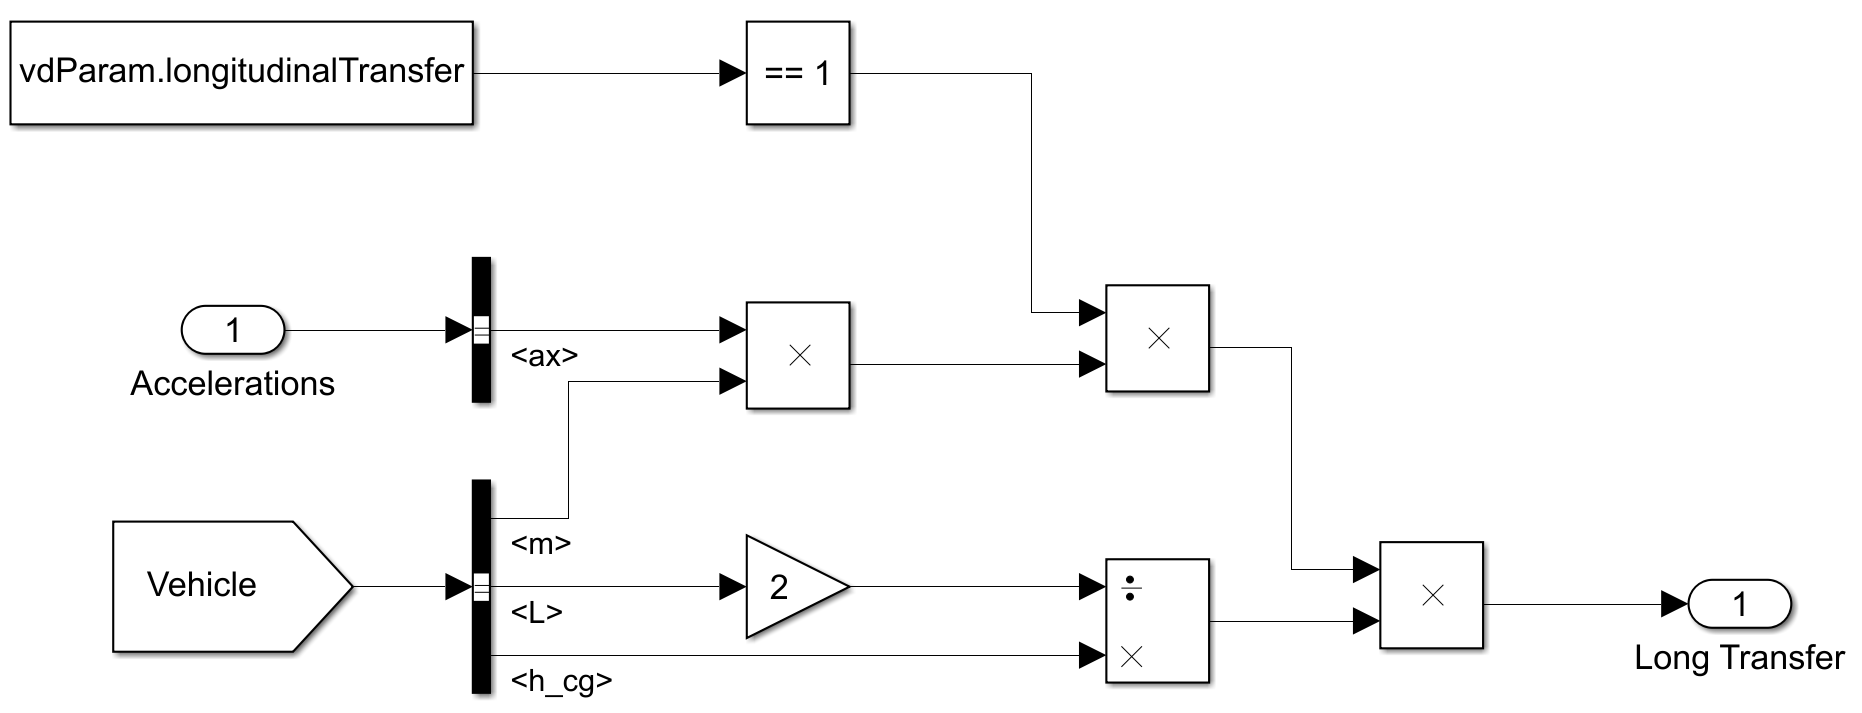 vdParam.longitudinalTransfer
== 1
1
Accelerations
<ax>
×
×
<m>
Vehicle
<L>
2
÷
×
<h_cg>
×
1
Long Transfer